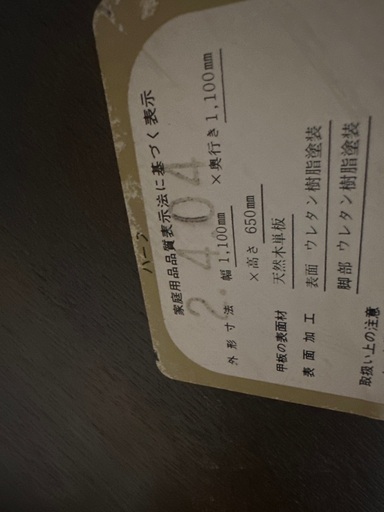 家庭用品品質表示法に基づく表示
2.404
外形寸法 幅 1,100mm ×奥行き1,100mm
×高さ 650mm
甲板の表面材 天然木単板
表面加工 表面 ウレタン樹脂塗装
脚部 ウレタン樹脂塗装
取扱い上の注意